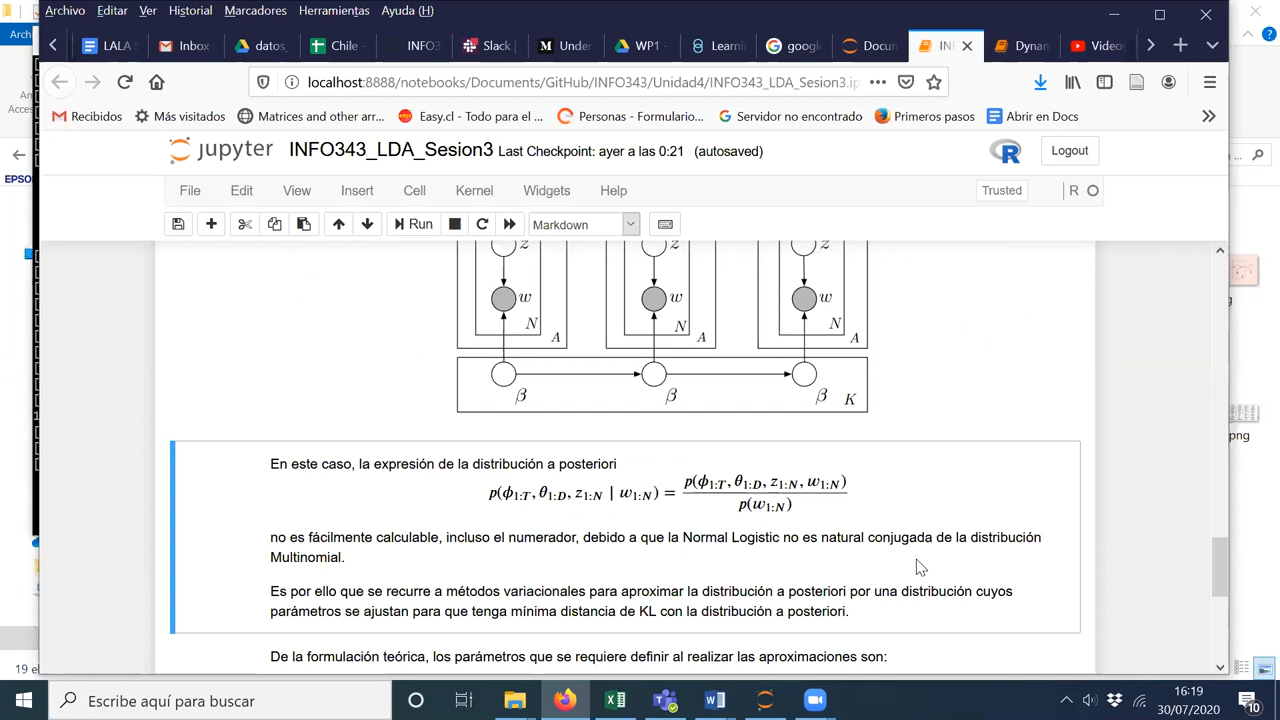 Archivo Editar Ver Historial Marcadores Herramientas Ayuda (H)
LALA Inbox Chile - INFO3 Slack Under WP1 - Learnin google Docum Dynan Videos
localhost:8888/notebooks/Documents/GitHub/INFO343/Unidad4/INFO343_LDA_Sesion3.ip
Recibidos Más visitados Matrices and other arr... Easy.cl - Todo para el f... Personas - Formulario... Servidor no encontrado Primeros pasos Abrir en Docs
jupyter INFO343_LDA_Sesion3 Last Checkpoint: ayer a las 0:21 (autosaved) Logout
File Edit View Insert Cell Kernel Widgets Help Trusted R
Run Markdown
z z z
w w w
N A N A N A
β β β K
En este caso, la expresión de la distribución a posteriori
p(ϕ1:T, θ1:D, z1:N | w1:N) = p(ϕ1:T, θ1:D, z1:N, w1:N) / p(w1:N)
no es fácilmente calculable, incluso el numerador, debido a que la Normal Logistic no es natural conjugada de la distribución
Multinomial.
Es por ello que se recurre a métodos variacionales para aproximar la distribución a posteriori por una distribución cuyos
parámetros se ajustan para que tenga mínima distancia de KL con la distribución a posteriori.
De la formulación teórica, los parámetros que se requiere definir al realizar las aproximaciones son:
19 el
Escribe aquí para buscar
16:19
30/07/2020
10